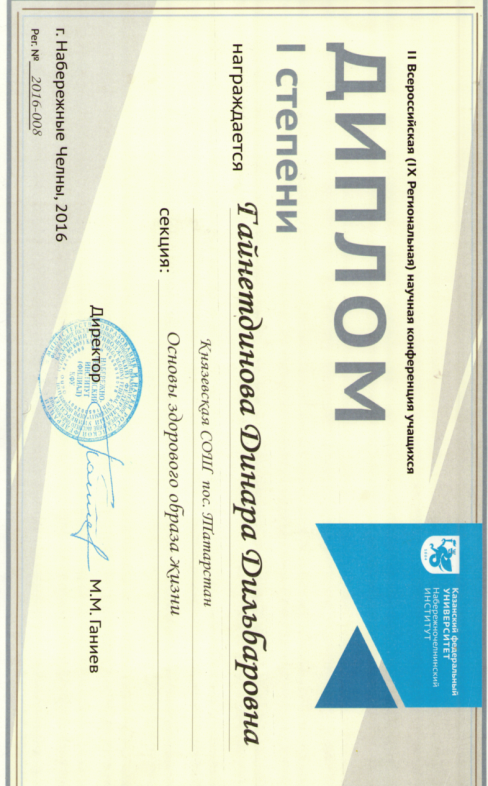 II Всероссийская (IX Региональная) научная конференция учащихся
Казанский федеральный
УНИВЕРСИТЕТ
Набережночелнинский
ИНСТИТУТ
ДИПЛОМ
I степени
награждается Гайнетдинова Динара Дильбаровна
Князевская СОШ пос. Татарстан
секция: Основы здорового образа жизни
Директор М.М. Ганиев
г. Набережные Челны, 2016
Рег. № 2016-008